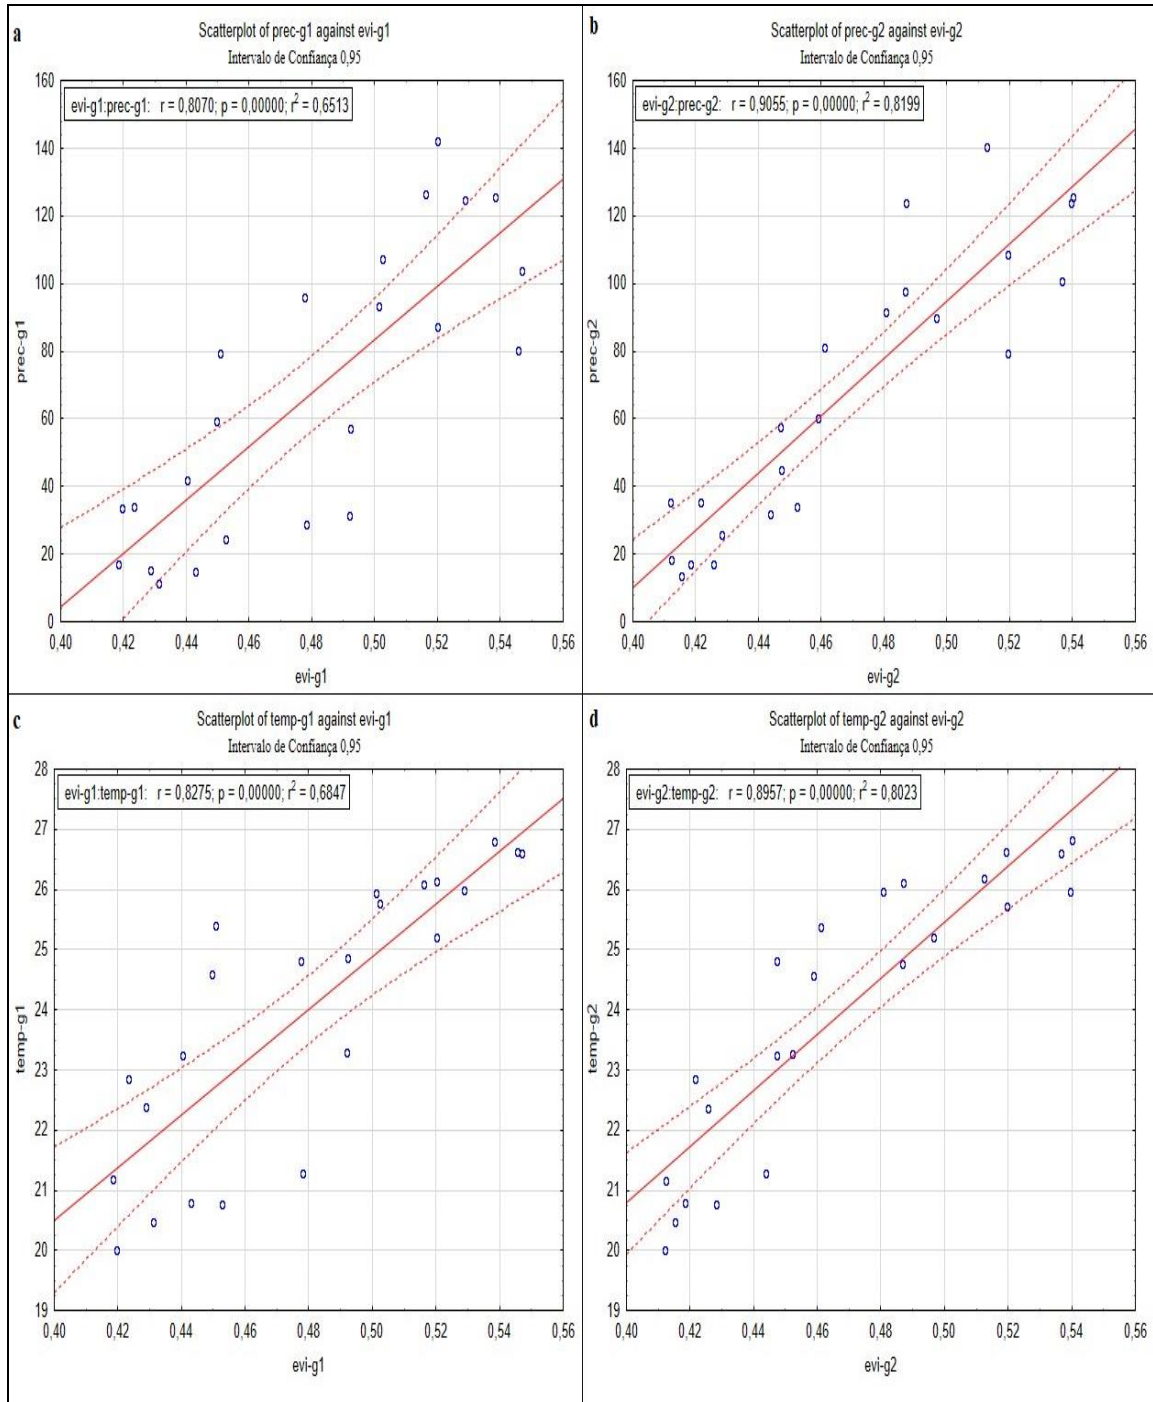 a
Scatterplot of prec-g1 against evi-g1
Intervalo de Confiança 0,95
evi-g1:prec-g1: r = 0,8070; p = 0,00000; r² = 0,6513
prec-g1
160
140
120
100
80
60
40
20
0
0,40 0,42 0,44 0,46 0,48 0,50 0,52 0,54 0,56
evi-g1
b
Scatterplot of prec-g2 against evi-g2
Intervalo de Confiança 0,95
evi-g2:prec-g2: r = 0,9055; p = 0,00000; r² = 0,8199
prec-g2
160
140
120
100
80
60
40
20
0
0,40 0,42 0,44 0,46 0,48 0,50 0,52 0,54 0,56
evi-g2
c
Scatterplot of temp-g1 against evi-g1
Intervalo de Confiança 0,95
evi-g1:temp-g1: r = 0,8275; p = 0,00000; r² = 0,6847
temp-g1
28
27
26
25
24
23
22
21
20
19
0,40 0,42 0,44 0,46 0,48 0,50 0,52 0,54 0,56
evi-g1
d
Scatterplot of temp-g2 against evi-g2
Intervalo de Confiança 0,95
evi-g2:temp-g2: r = 0,8957; p = 0,00000; r² = 0,8023
temp-g2
28
27
26
25
24
23
22
21
20
19
0,40 0,42 0,44 0,46 0,48 0,50 0,52 0,54 0,56
evi-g2